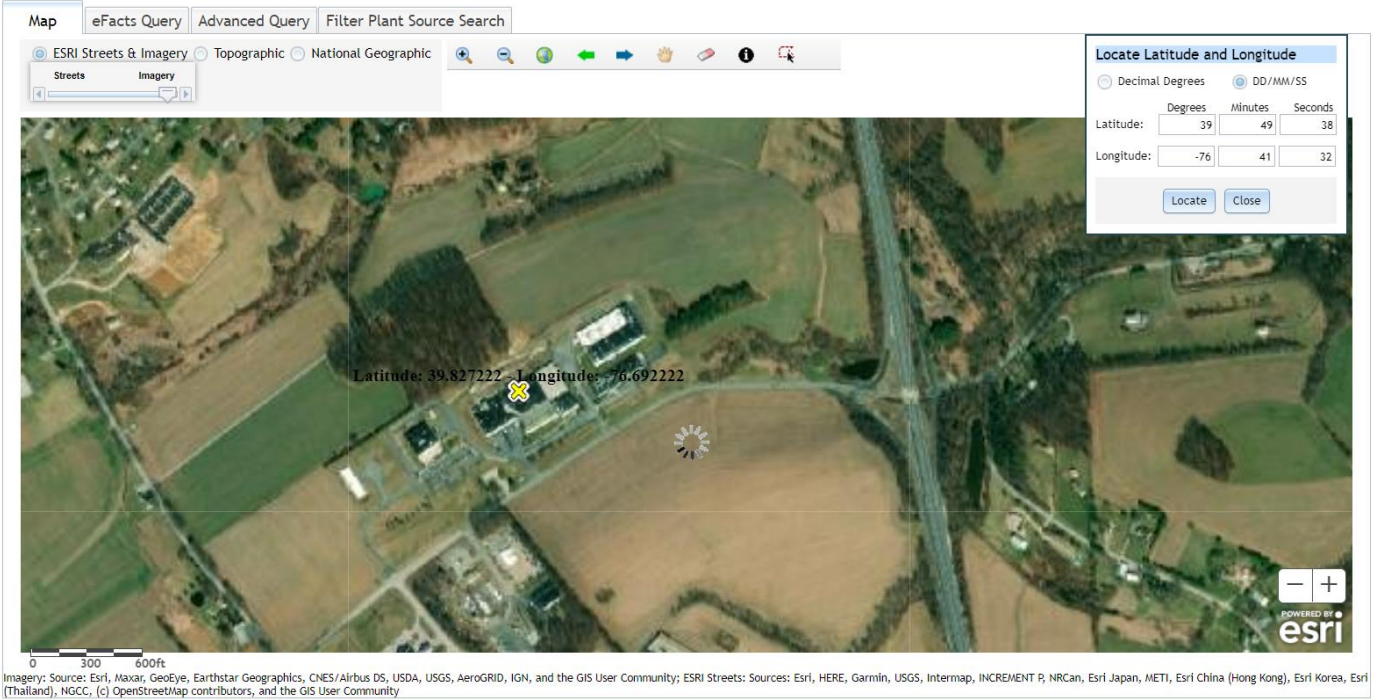 Map eFacts Query Advanced Query Filter Plant Source Search
ESRI Streets & Imagery Topographic National Geographic
Streets Imagery
Locate Latitude and Longitude
Decimal Degrees DD/MM/SS
Degrees Minutes Seconds
Latitude: 39 49 38
Longitude: -76 41 32
Locate Close
Latitude: 39.827222 - Longitude: -76.692222
POWERED BY
esri
0 300 600ft
Imagery: Source: Esri, Maxar, GeoEye, Earthstar Geographics, CNES/Airbus DS, USDA, USGS, AeroGRID, IGN, and the GIS User Community; ESRI Streets: Sources: Esri, HERE, Garmin, USGS, Intermap, INCREMENT P, NRCan, Esri Japan, METI, Esri China (Hong Kong), Esri Korea, Esri
(Thailand), NGCC, (c) OpenStreetMap contributors, and the GIS User Community